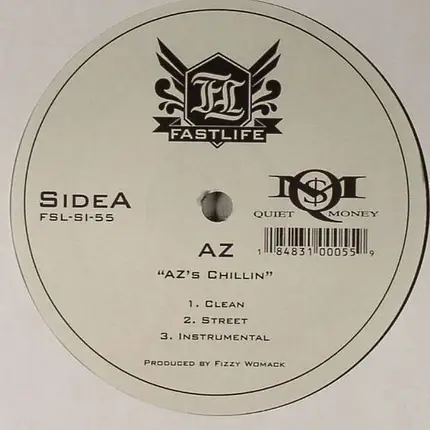 FL
FASTLIFE
SIDEA
FSL-SI-55
QM$
QUIET MONEY
AZ
1 84831 00055 9
"AZ'S CHILLIN"
1. CLEAN
2. STREET
3. INSTRUMENTAL
PRODUCED BY FIZZY WOMACK